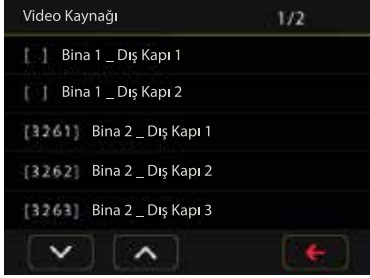 Video Kaynağı 1/2
[ ] Bina 1 _ Dış Kapı 1
[ ] Bina 1 _ Dış Kapı 2
[3261] Bina 2 _ Dış Kapı 1
[3262] Bina 2 _ Dış Kapı 2
[3263] Bina 2 _ Dış Kapı 3